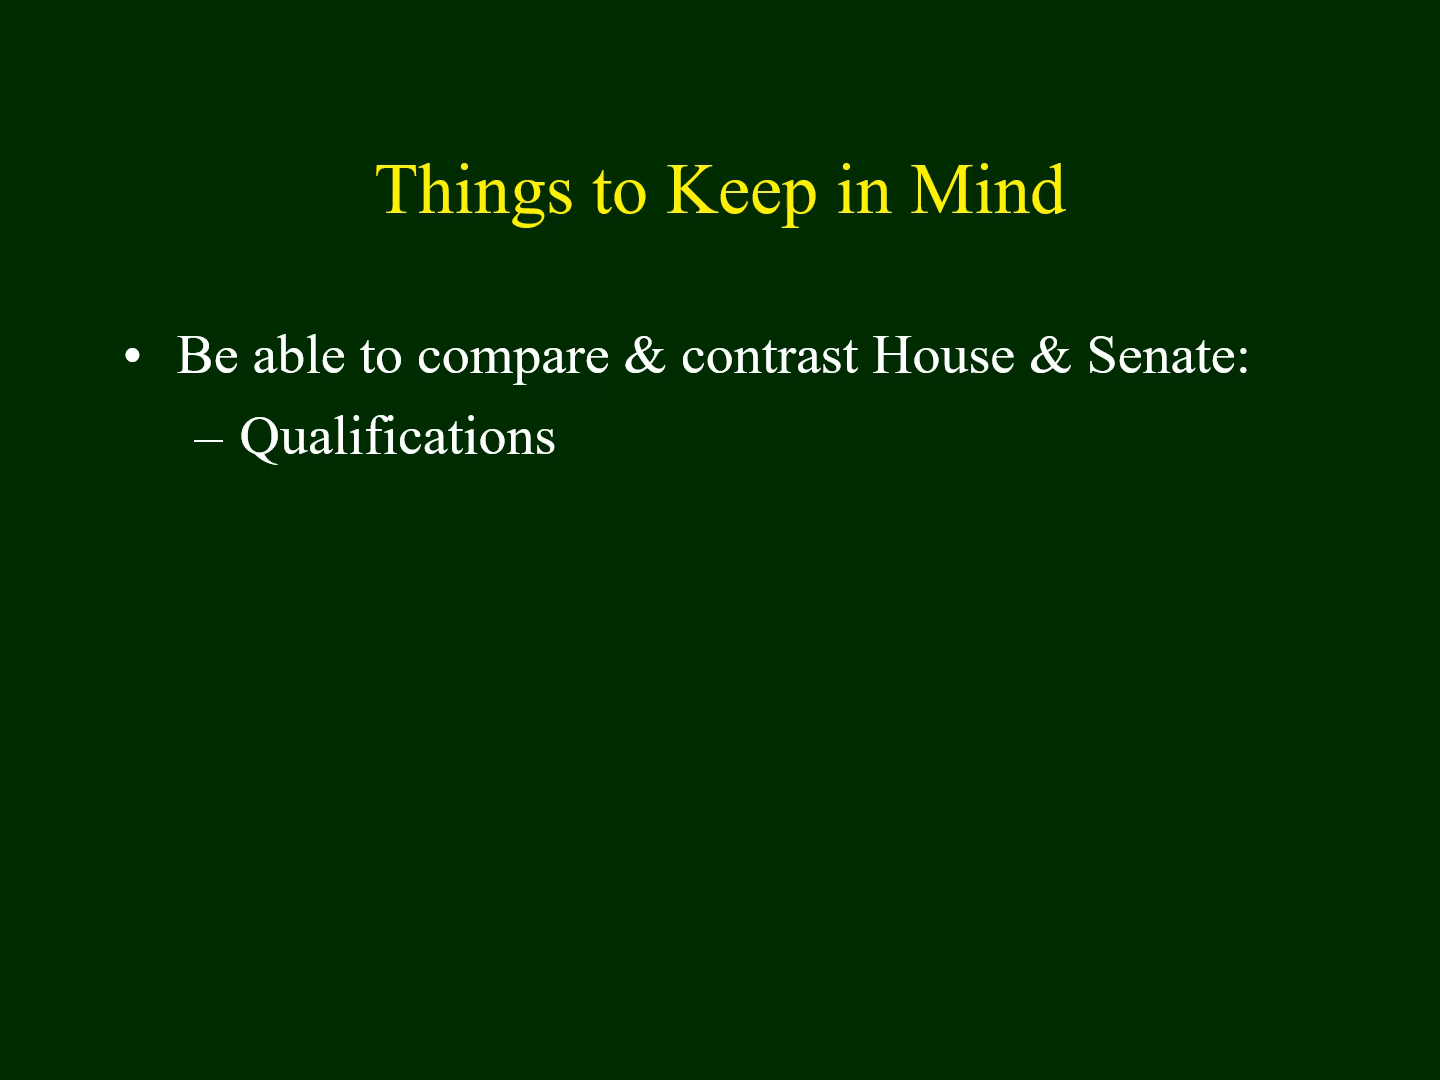 Things to Keep in Mind
• Be able to compare & contrast House & Senate:
– Qualifications